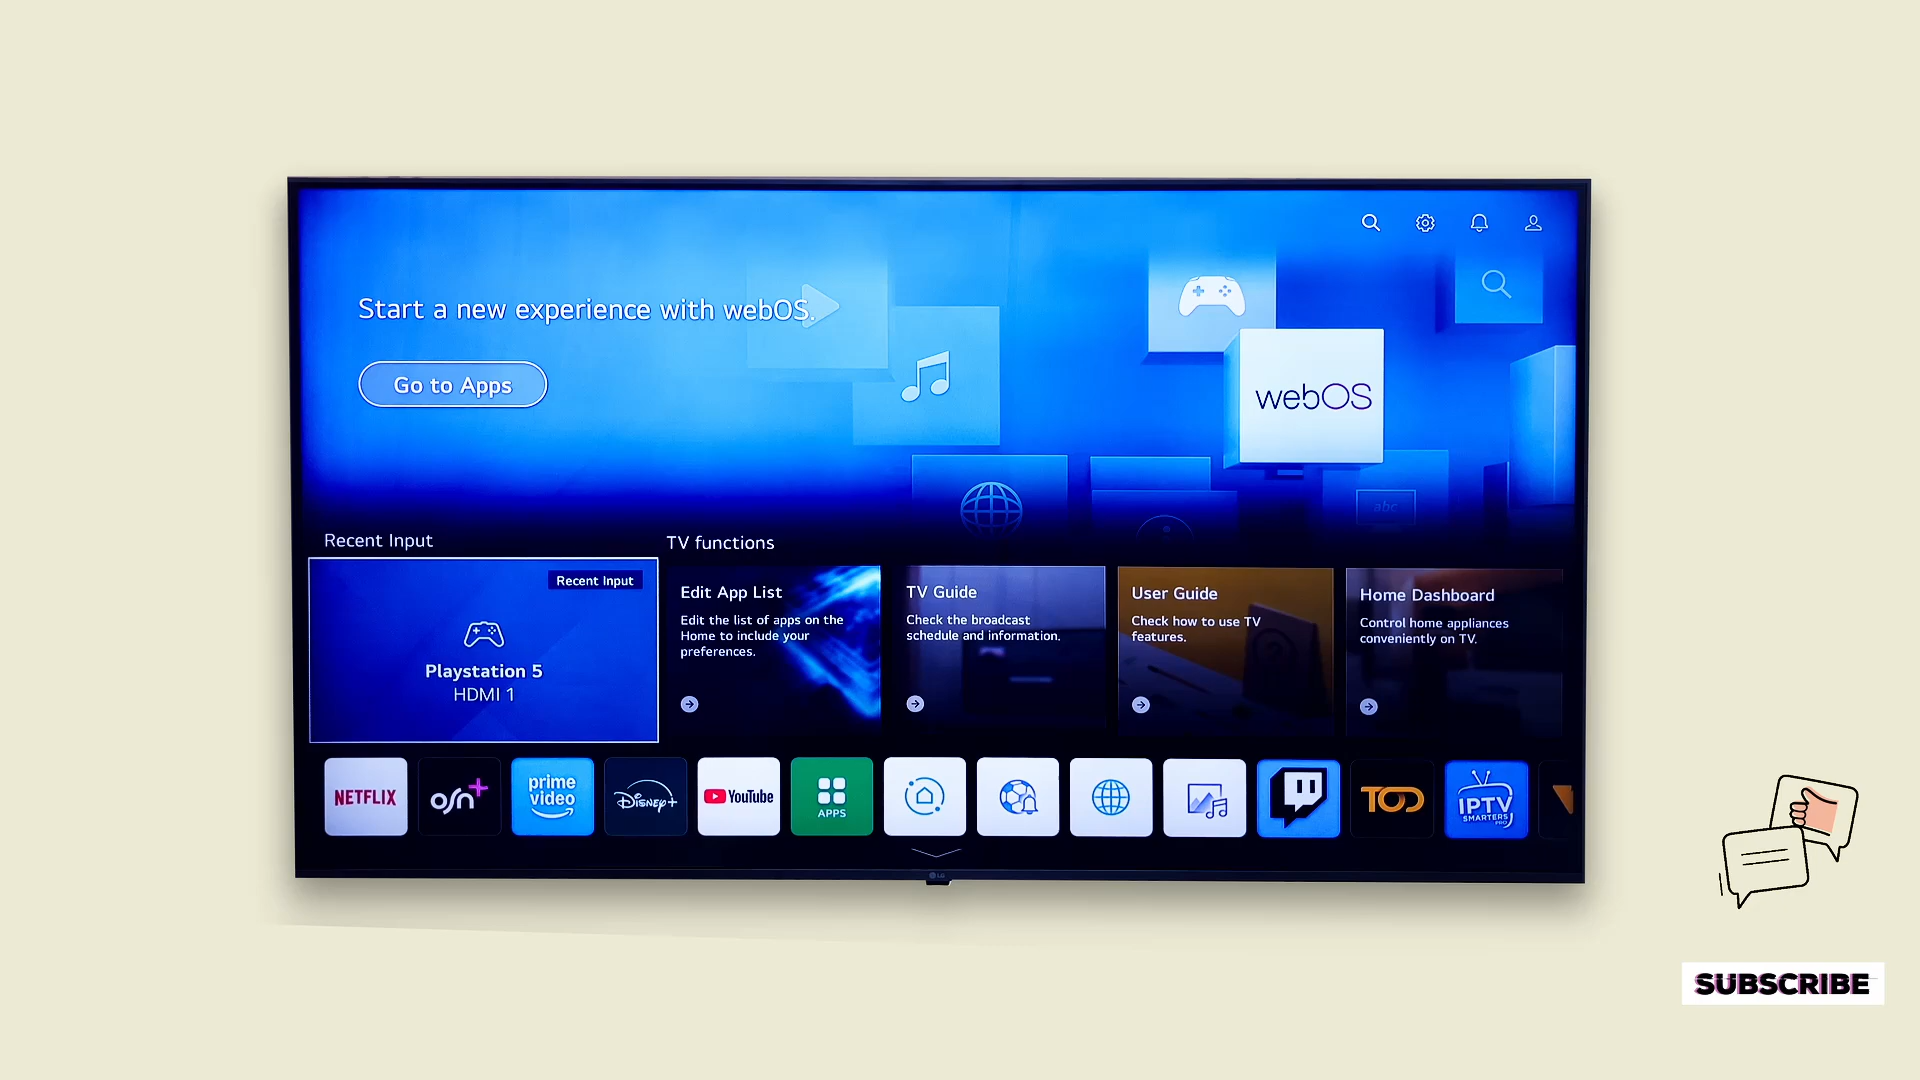 Start a new experience with webOS.
Go to Apps
webOS
abc
Recent Input
TV functions
Recent Input
Playstation 5
HDMI 1
Edit App List
Edit the list of apps on the
Home to include your
preferences.
TV Guide
Check the broadcast
schedule and information.
User Guide
Check how to use TV
features.
Home Dashboard
Control home appliances
conveniently on TV.
NETFLIX
osn+
prime
video
Disney+
YouTube
APPS
TOD
IPTV
SMARTERS
PRO
LG
SUBSCRIBE